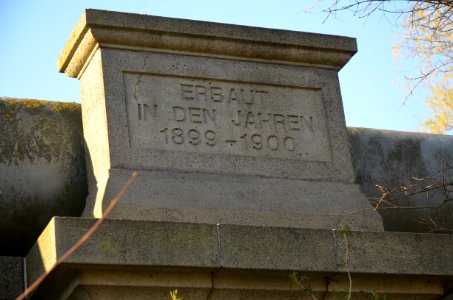 ERBAUT
IN DEN JAHREN
1899-1900